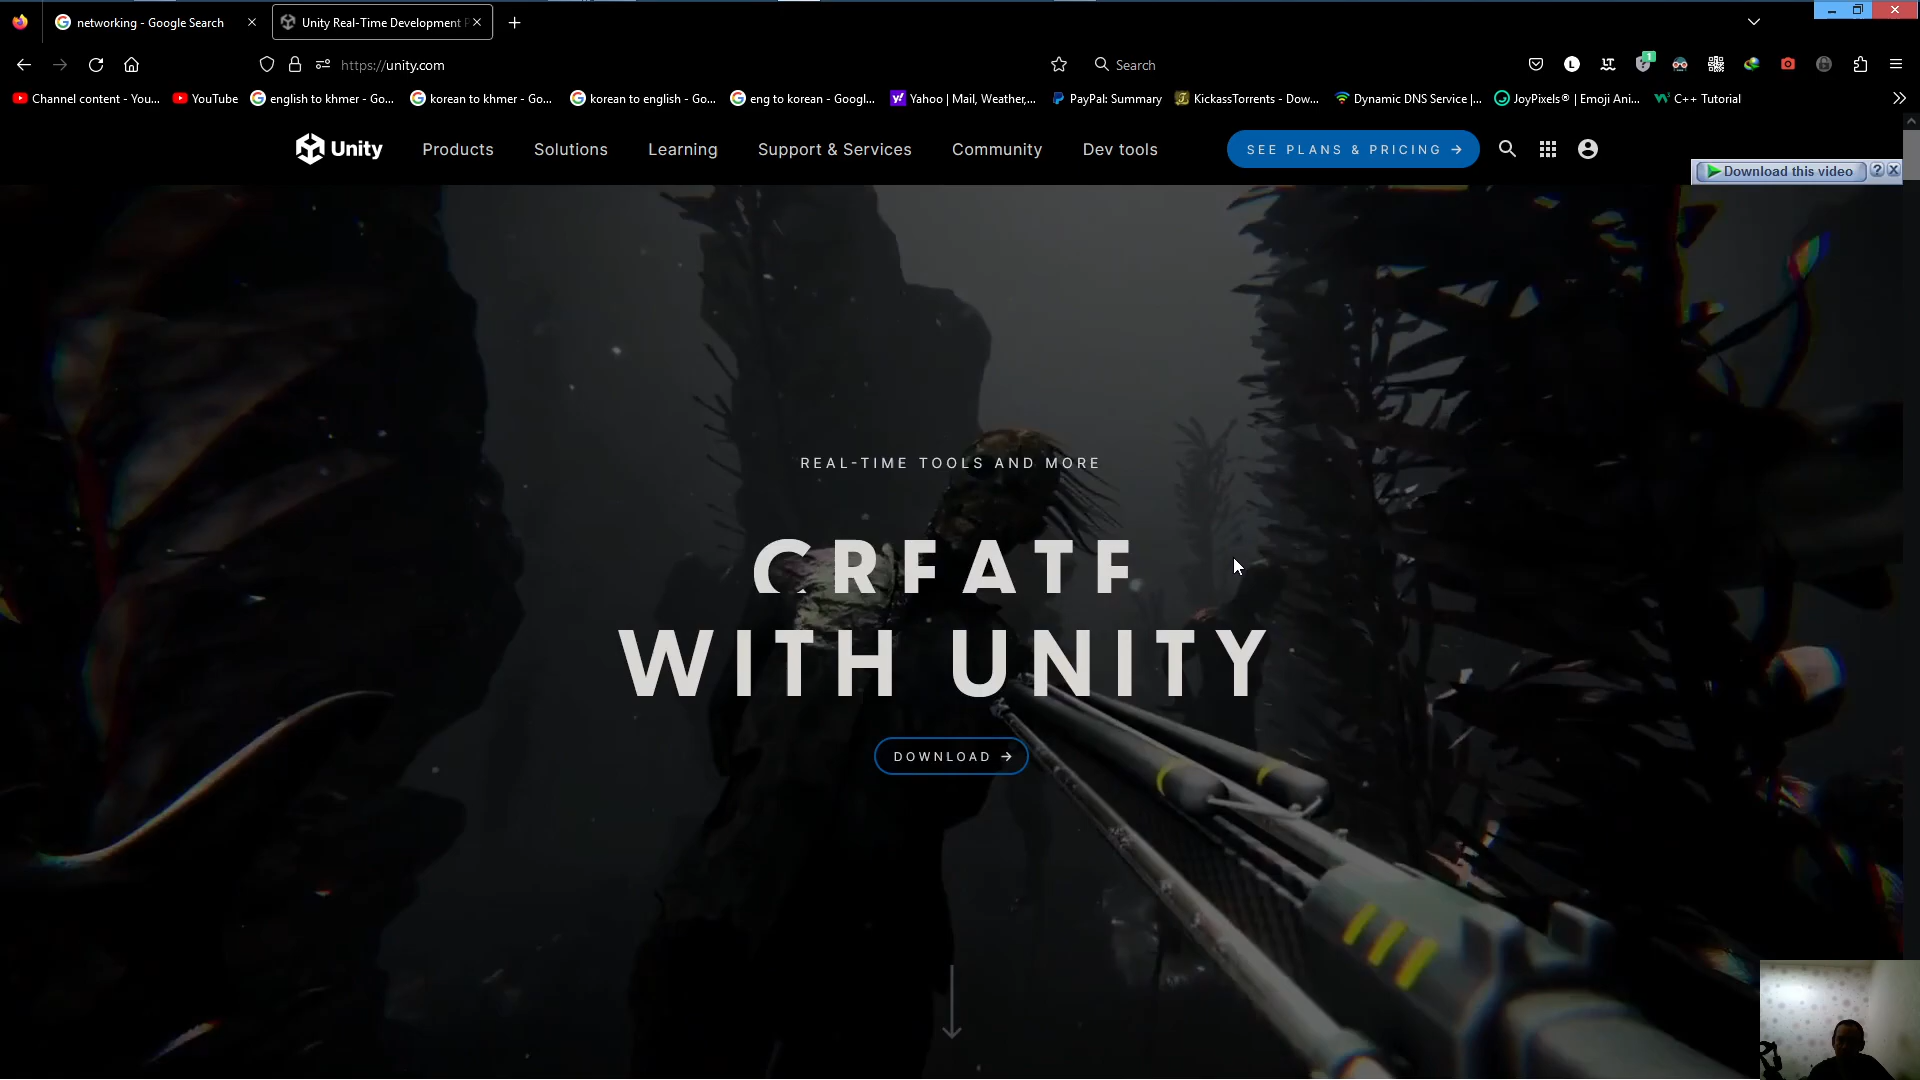 networking - Google Search
Unity Real-Time Development P
https://unity.com
Search
1
Channel content - You...
YouTube
english to khmer - Go...
korean to khmer - Go...
korean to english - Go...
eng to korean - Googl...
Yahoo | Mail, Weather,...
PayPal: Summary
KickassTorrents - Dow...
Dynamic DNS Service |...
JoyPixels® | Emoji Ani...
C++ Tutorial
Unity
Products
Solutions
Learning
Support & Services
Community
Dev tools
SEE PLANS & PRICING
Download this video
REAL-TIME TOOLS AND MORE
CREATE
WITH UNITY
DOWNLOAD